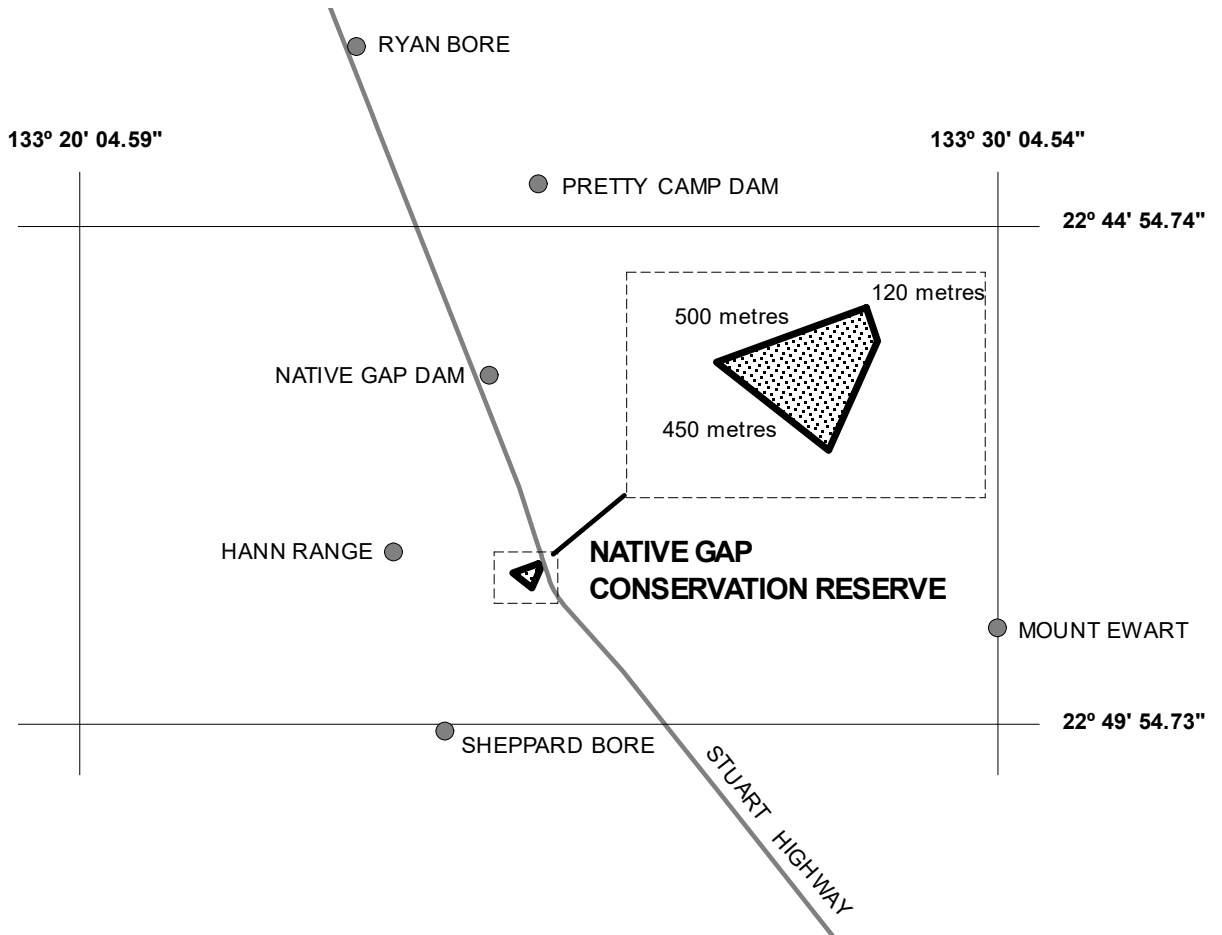 RYAN BORE
133º 20' 04.59"
133º 30' 04.54"
PRETTY CAMP DAM
22º 44' 54.74"
120 metres
500 metres
NATIVE GAP DAM
450 metres
HANN RANGE
NATIVE GAP
CONSERVATION RESERVE
MOUNT EWART
22º 49' 54.73"
SHEPPARD BORE
STUART HIGHWAY